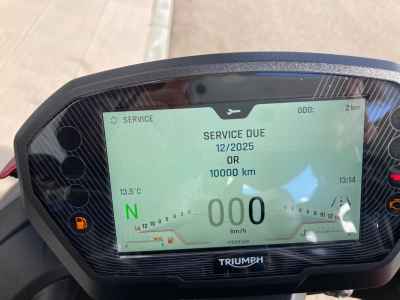 SERVICE
ODO: 2 km
SERVICE DUE
12/2025
OR
10000 km
13.5°C
13:14
N
000
km/h
TRIUMPH